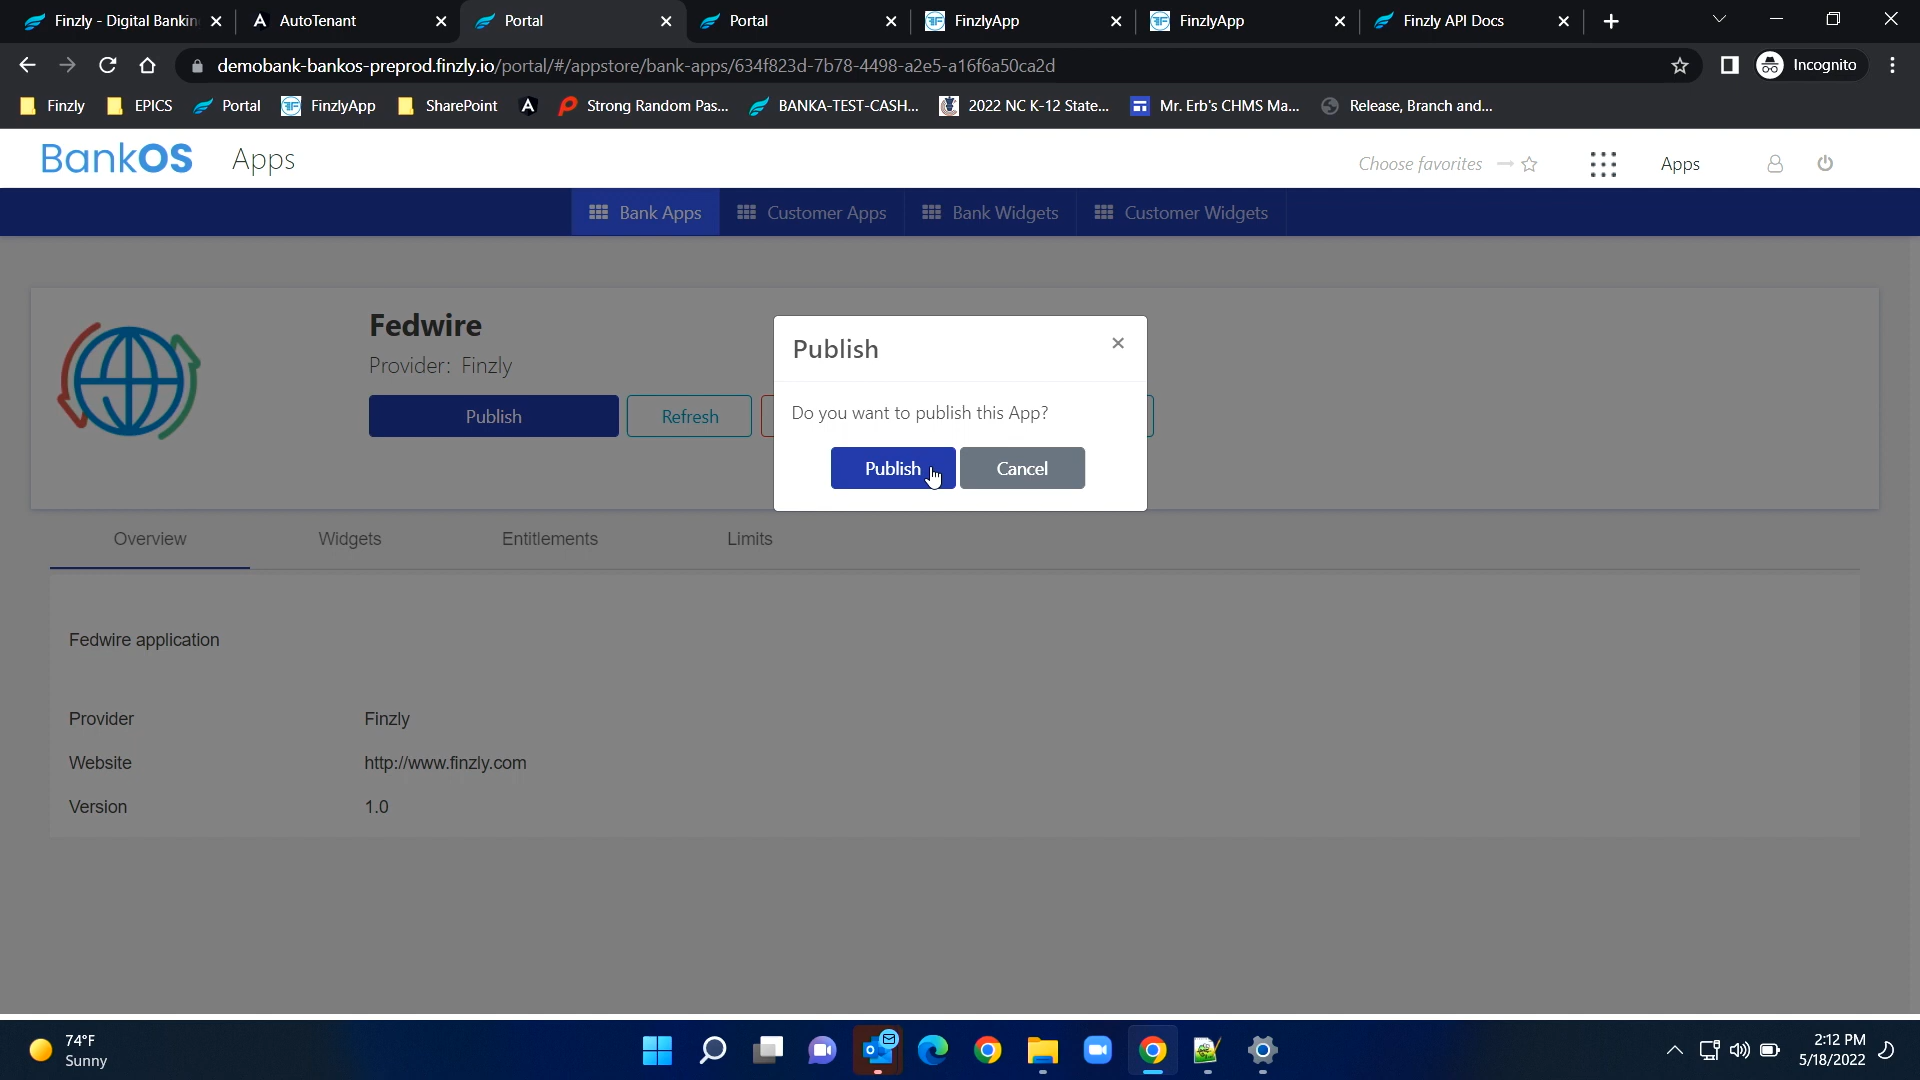 Finzly - Digital Bankin
AutoTenant
Portal
Portal
FinzlyApp
FinzlyApp
Finzly API Docs
demobank-bankos-preprod.finzly.io/portal/#/appstore/bank-apps/634f823d-7b78-4498-a2e5-a16f6a50ca2d
Incognito
Finzly
EPICS
Portal
FinzlyApp
SharePoint
Strong Random Pas...
BANKA-TEST-CASH...
2022 NC K-12 State...
Mr. Erb's CHMS Ma...
Release, Branch and...
BankOS Apps
Choose favorites
Apps
Bank Apps
Customer Apps
Bank Widgets
Customer Widgets
Fedwire
Provider: Finzly
Publish
Refresh
Publish
Do you want to publish this App?
Publish
Cancel
Overview
Widgets
Entitlements
Limits
Fedwire application
Provider Finzly
Website http://www.finzly.com
Version 1.0
74°F
Sunny
2:12 PM
5/18/2022